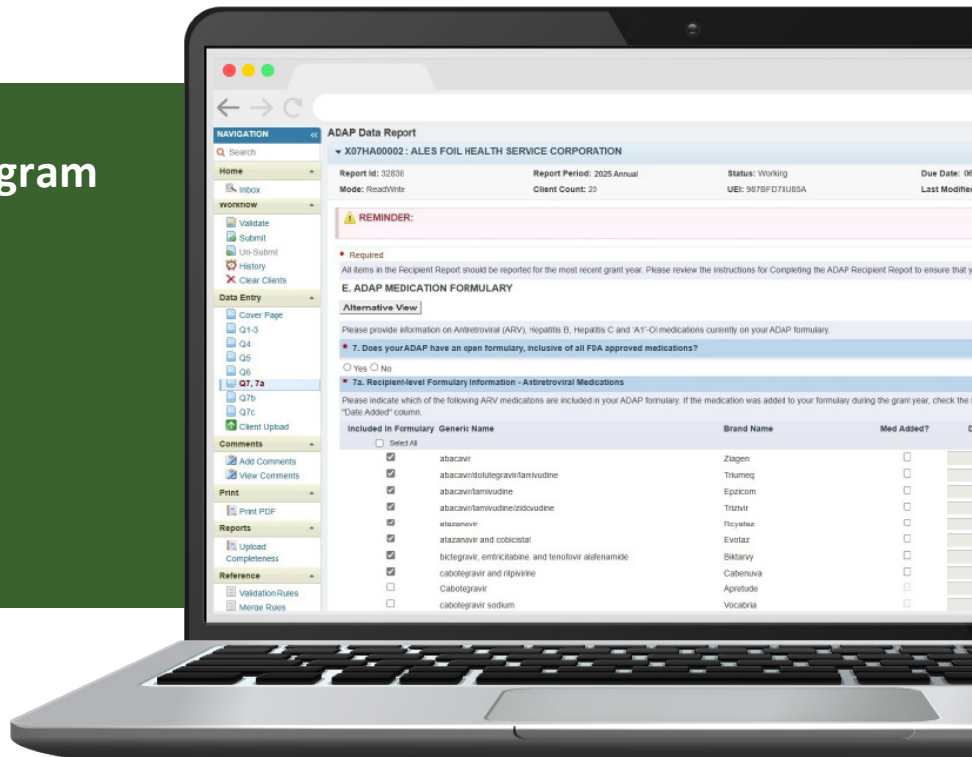 gram
NAVIGATION «
Search
Home
Inbox
Workflow
Validate
Submit
Un-Submit
History
Clear Clients
Data Entry
Cover Page
Q1-3
Q4
Q5
Q6
Q7, 7a
Q7b
Q7c
Client Upload
Comments
Add Comments
View Comments
Print
Print PDF
Reports
Upload
Completeness
Reference
Validation Rules
Merge Rules
ADAP Data Report
X07HA00002 : ALES FOIL HEALTH SERVICE CORPORATION
Report Id: 32836 Report Period: 2025 Annual Status: Working Due Date: 06
Mode: ReadWrite Client Count: 20 Last Modified
REMINDER:
* Required
All items in the Recipient Report should be reported for the most recent grant year. Please review the Instructions for Completing the ADAP Recipient Repot to ensure that y
E. ADAP MEDICATION FORMULARY
Alternative View
Please provide information on Antiretroviral (ARV), Hepatitis B, Hepatitis C and 'A1'-OI medications currently on your ADAP formulary.
* 7. Does your ADAP have an open formulary, inclusive of all FDA approved medications?
Yes No
* 7a. Recipient-level Formulary Information - Antiretroviral Medications
Please indicate which of the following ARV medicatons are included in your ADAP formulary. If the medication was added to your formulary during the grant year, check the
"Date Added" column.
Included in Formulary Generic Name Brand Name Med Added? D
Select All
abacavir Ziagen
abacavir/dolutegravir/lamivudine Triumeq
abacavir/lamivudine Epzicom
abacavir/lamivudine/zidovudine Trizivir
atazanavir Reyataz
atazanavir and cobicistat Evotaz
bictegravir, emtricitabine, and tenofovir alafenamide Biktarvy
cabotegravir and rilpivirine Cabenuva
Cabotegravir Apretude
cabotegravir sodium Vocabria